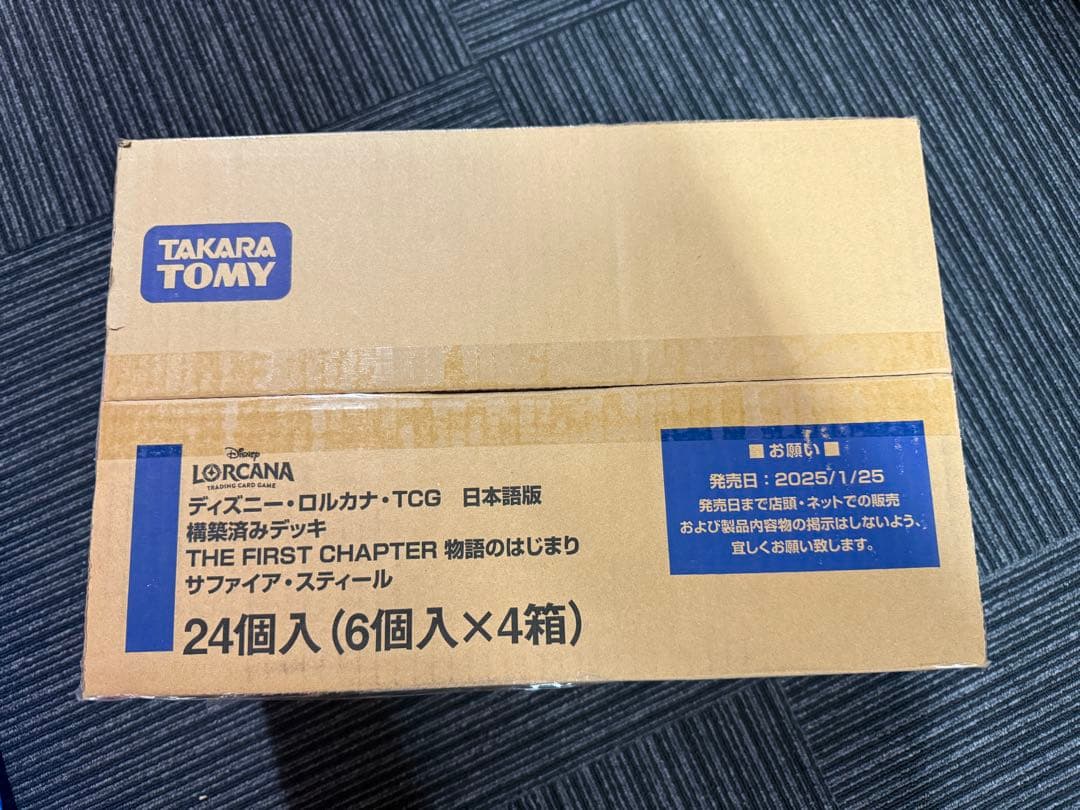 TAKARA
TOMY
Disney
LORCANA
TRADING CARD GAME
ディズニー・ロルカナ・TCG 日本語版
構築済みデッキ
THE FIRST CHAPTER 物語のはじまり
サファイア・スティール
24個入（6個入×4箱）
■ お願い ■
発売日：2025/1/25
発売日まで店頭・ネットでの販売
および製品内容物の掲示はしないよう、
宜しくお願い致します。